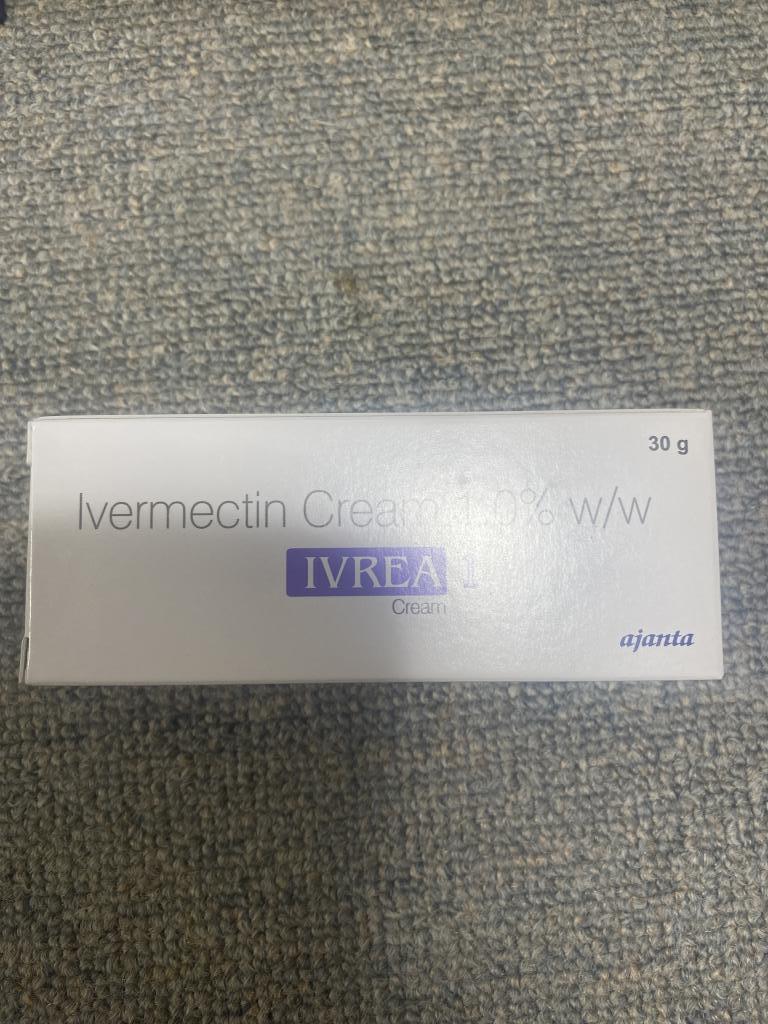 30 g
Ivermectin Cream 1.0% w/w
IVREA 1
Cream
ajanta